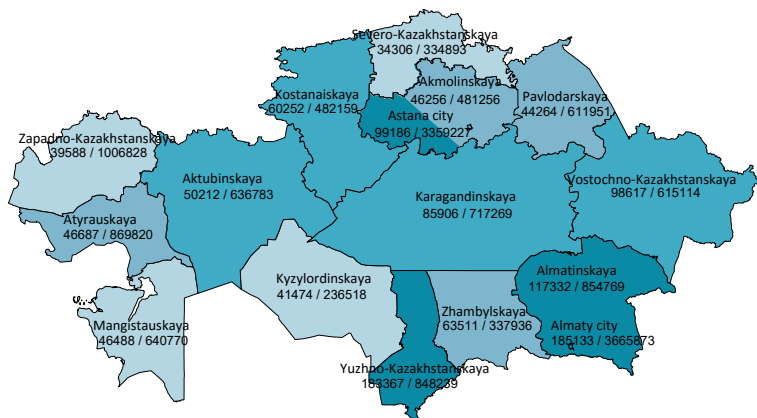 Severo-Kazakhstanskaya
34306 / 334893
Akmolinskaya
46256 / 481256
Pavlodarskaya
44264 / 611951
Kostanaiskaya
60252 / 482159
Astana city
99186 / 3359227
Zapadno-Kazakhstanskaya
39588 / 1006828
Aktubinskaya
50212 / 636783
Vostochno-Kazakhstanskaya
98617 / 615114
Karagandinskaya
85906 / 717269
Atyrauskaya
46687 / 869820
Kyzylordinskaya
41474 / 236518
Almatinskaya
117332 / 854769
Zhambylskaya
63511 / 337936
Mangistauskaya
46488 / 640770
Almaty city
185133 / 3665873
Yuzhno-Kazakhstanskaya
183367 / 848239